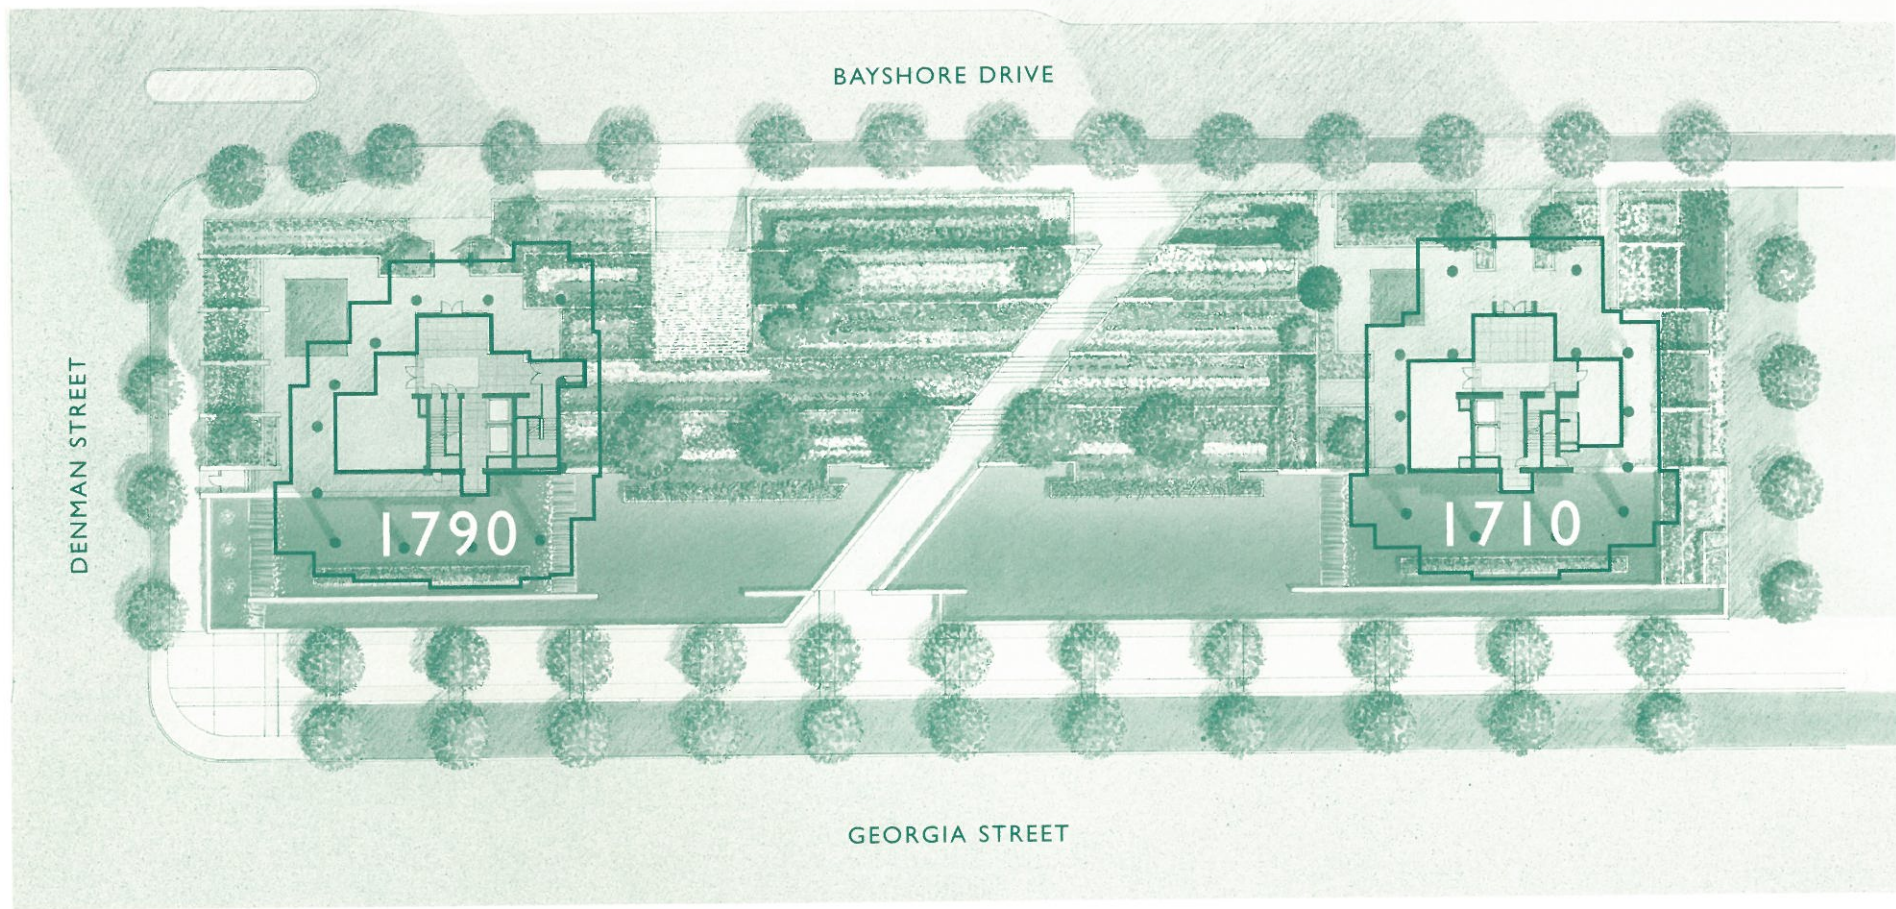 BAYSHORE DRIVE
DENMAN STREET
1790
1710
GEORGIA STREET